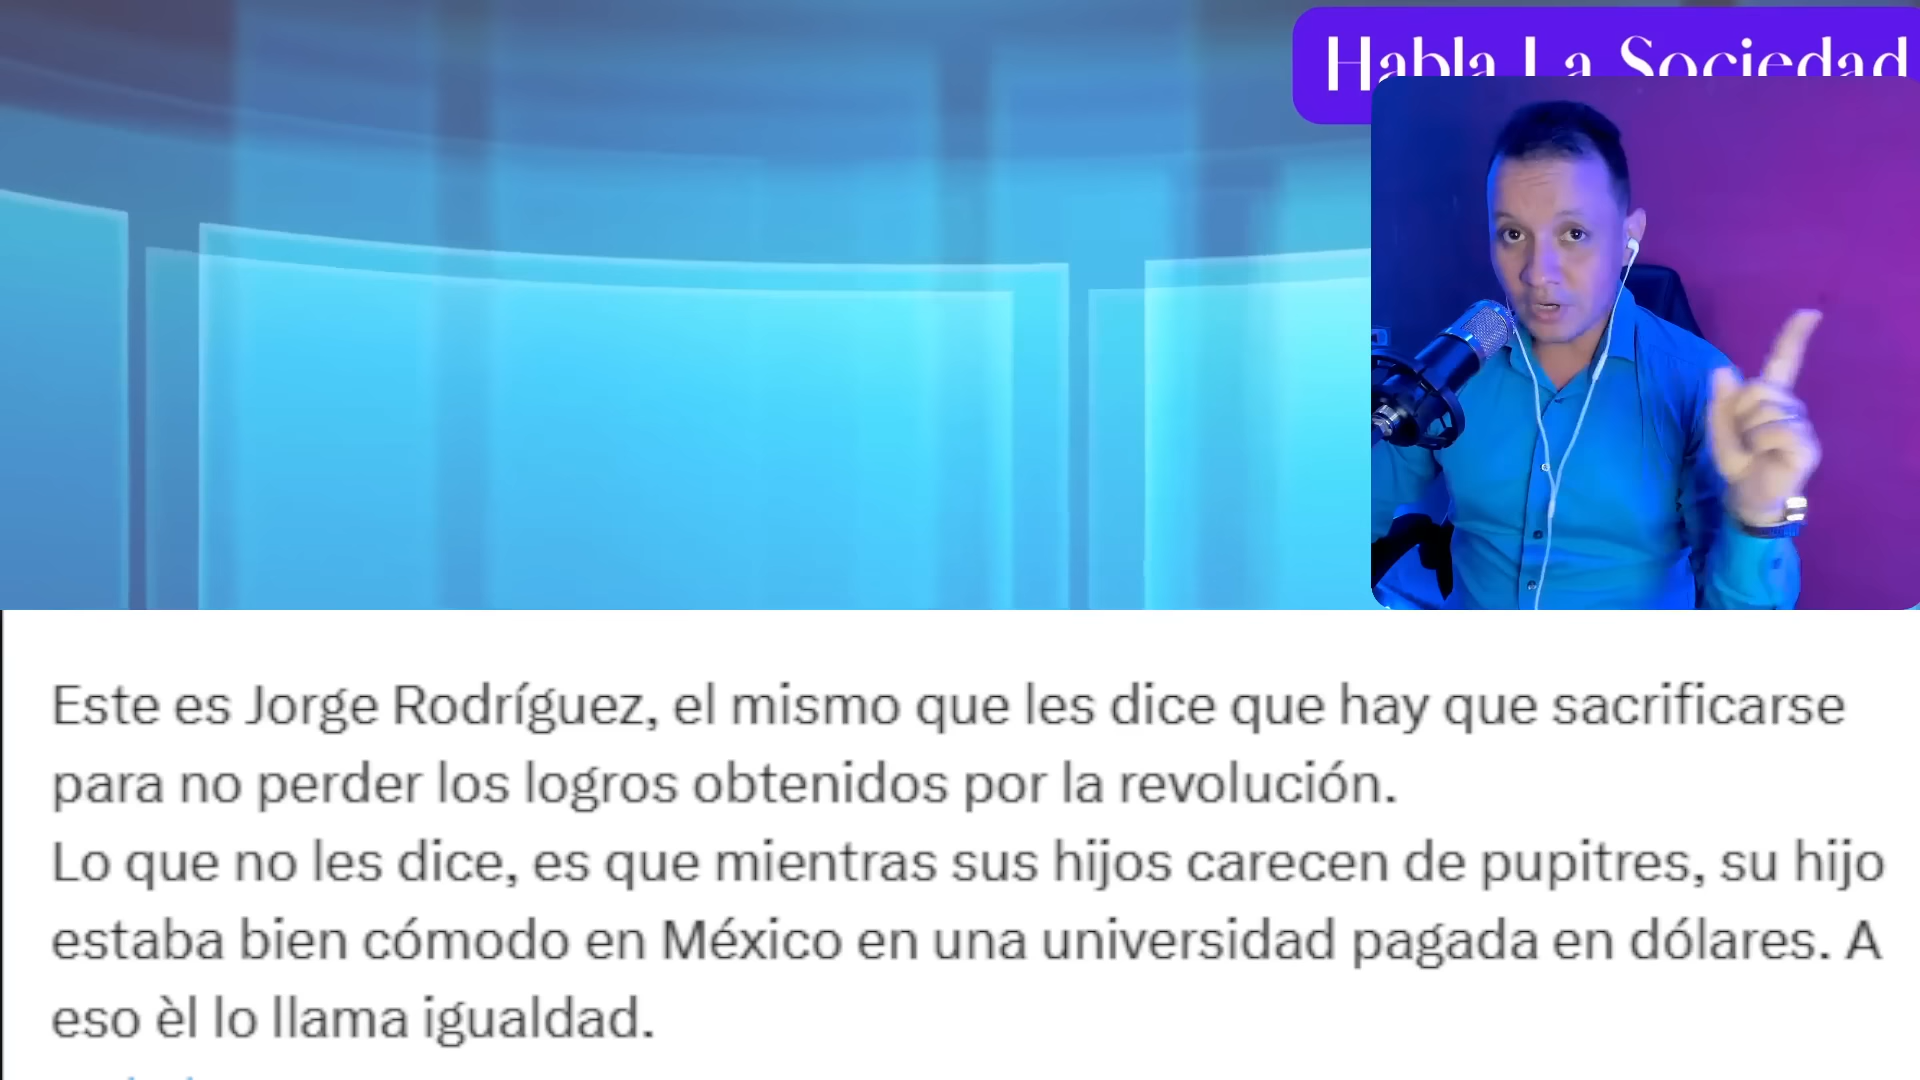 Habla La Sociedad
Este es Jorge Rodríguez, el mismo que les dice que hay que sacrificarse
para no perder los logros obtenidos por la revolución.
Lo que no les dice, es que mientras sus hijos carecen de pupitres, su hijo
estaba bien cómodo en México en una universidad pagada en dólares. A
eso èl lo llama igualdad.